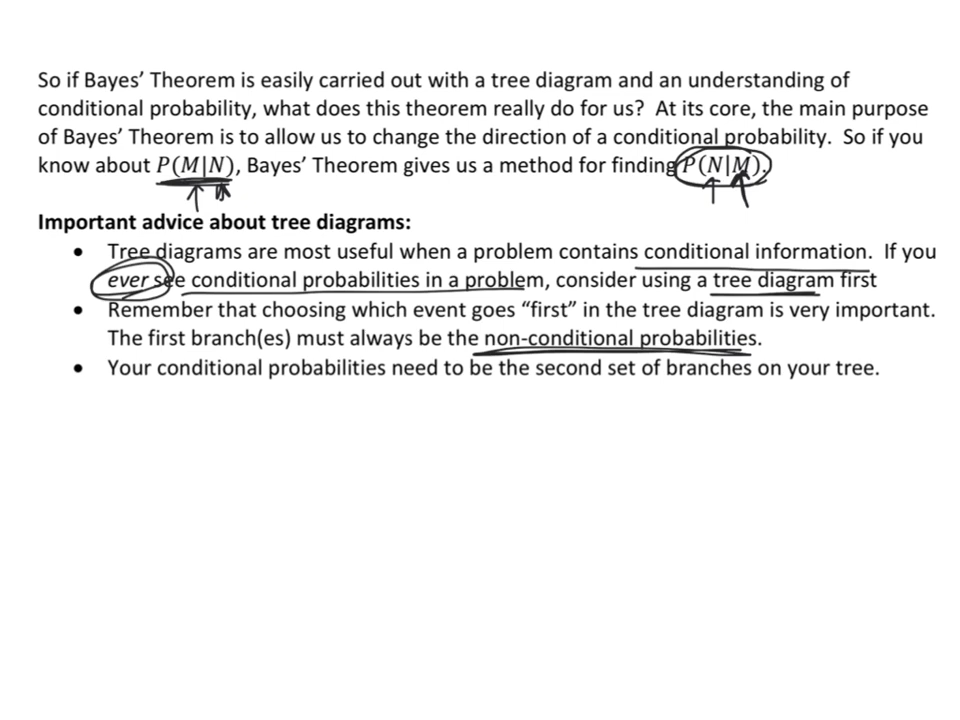 So if Bayes’ Theorem is easily carried out with a tree diagram and an understanding of
conditional probability, what does this theorem really do for us?  At its core, the main purpose
of Bayes’ Theorem is to allow us to change the direction of a conditional probability.  So if you
know about P(M|N), Bayes’ Theorem gives us a method for finding P(N|M).
Important advice about tree diagrams:
• Tree diagrams are most useful when a problem contains conditional information.  If you
ever see conditional probabilities in a problem, consider using a tree diagram first
• Remember that choosing which event goes “first” in the tree diagram is very important.
The first branch(es) must always be the non-conditional probabilities.
• Your conditional probabilities need to be the second set of branches on your tree.